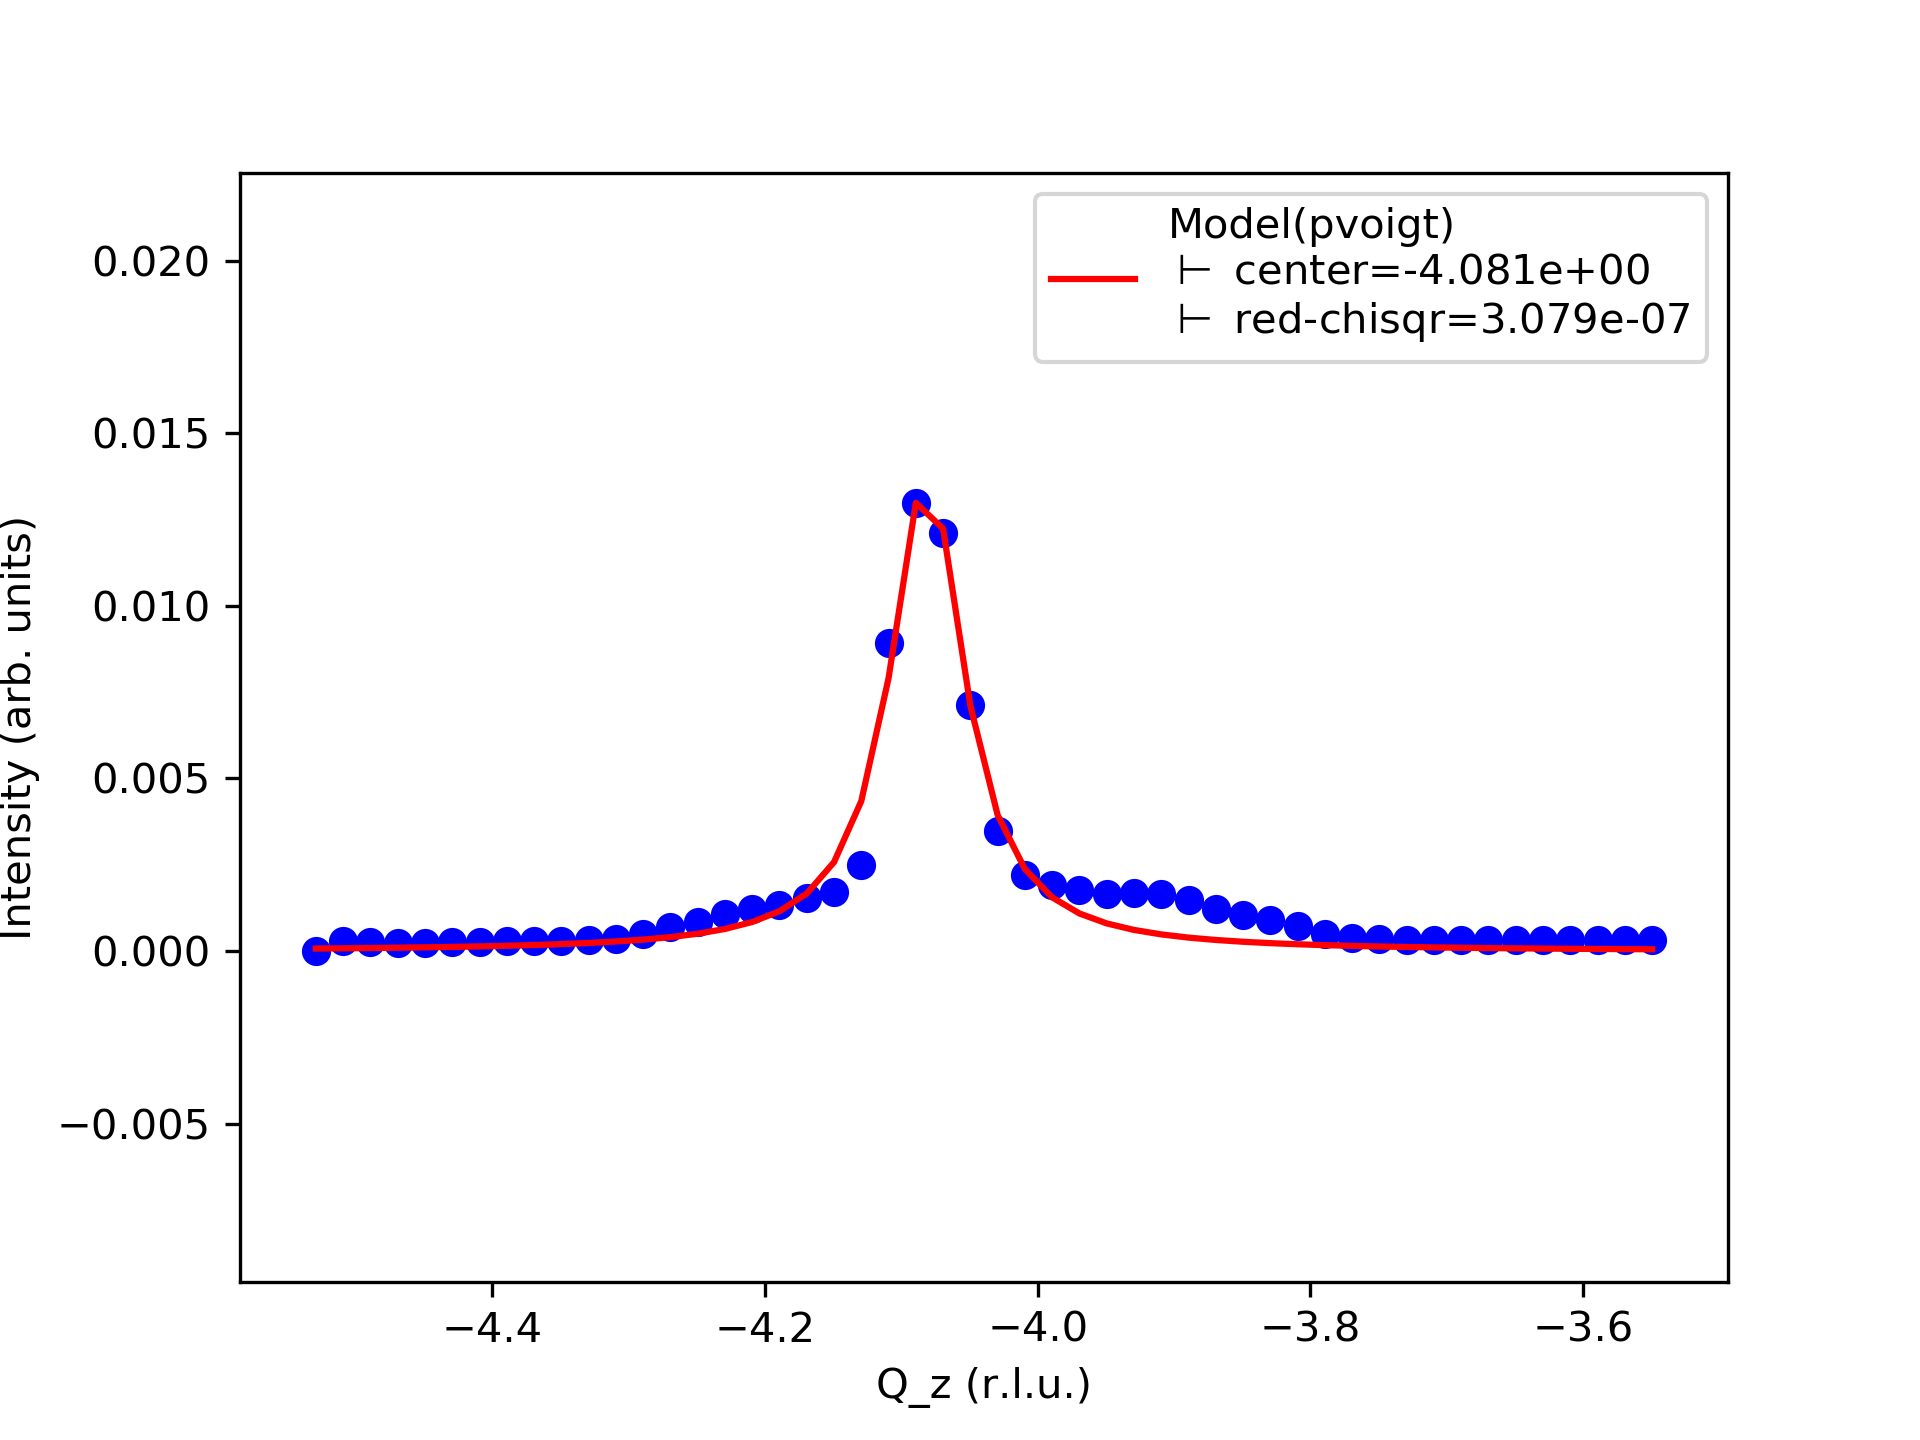 Model(pvoigt)
⊢ center=-4.081e+00
⊢ red-chisqr=3.079e-07
0.020
0.015
0.010
0.005
0.000
−0.005
Intensity (arb. units)
−4.4 −4.2 −4.0 −3.8 −3.6
Q_z (r.l.u.)